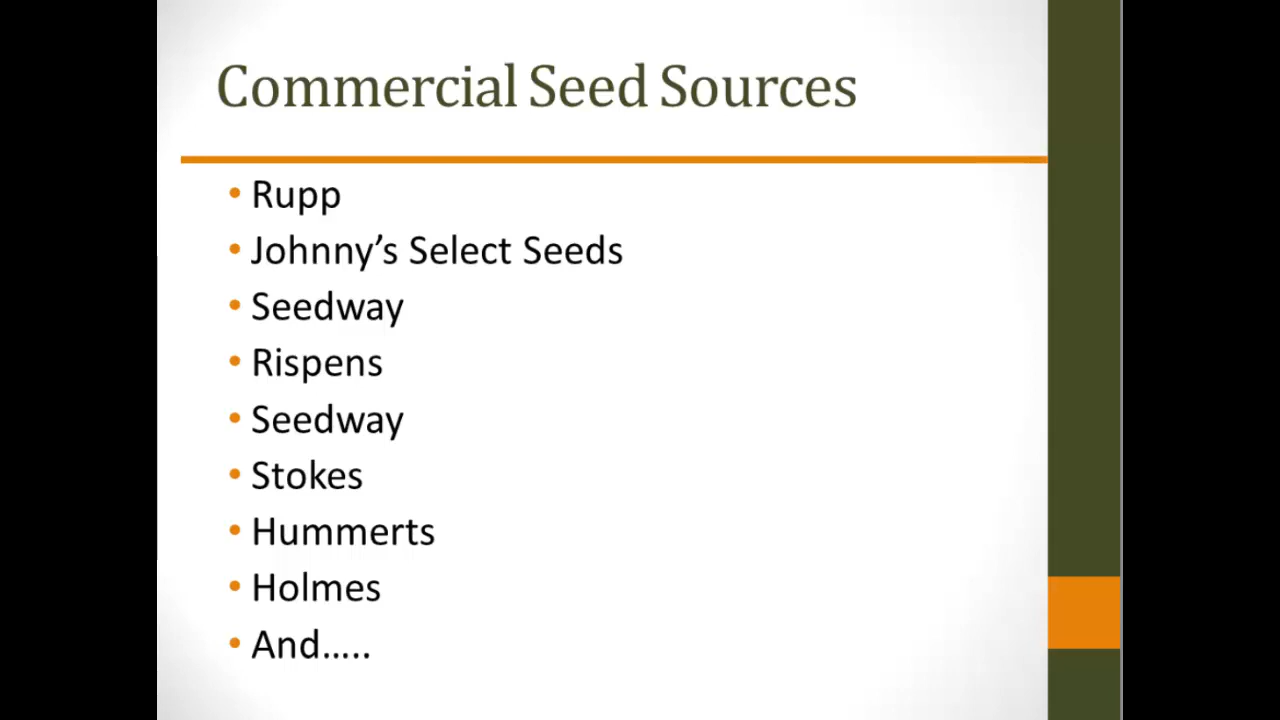 Commercial Seed Sources
• Rupp
• Johnny’s Select Seeds
• Seedway
• Rispens
• Seedway
• Stokes
• Hummerts
• Holmes
• And…..